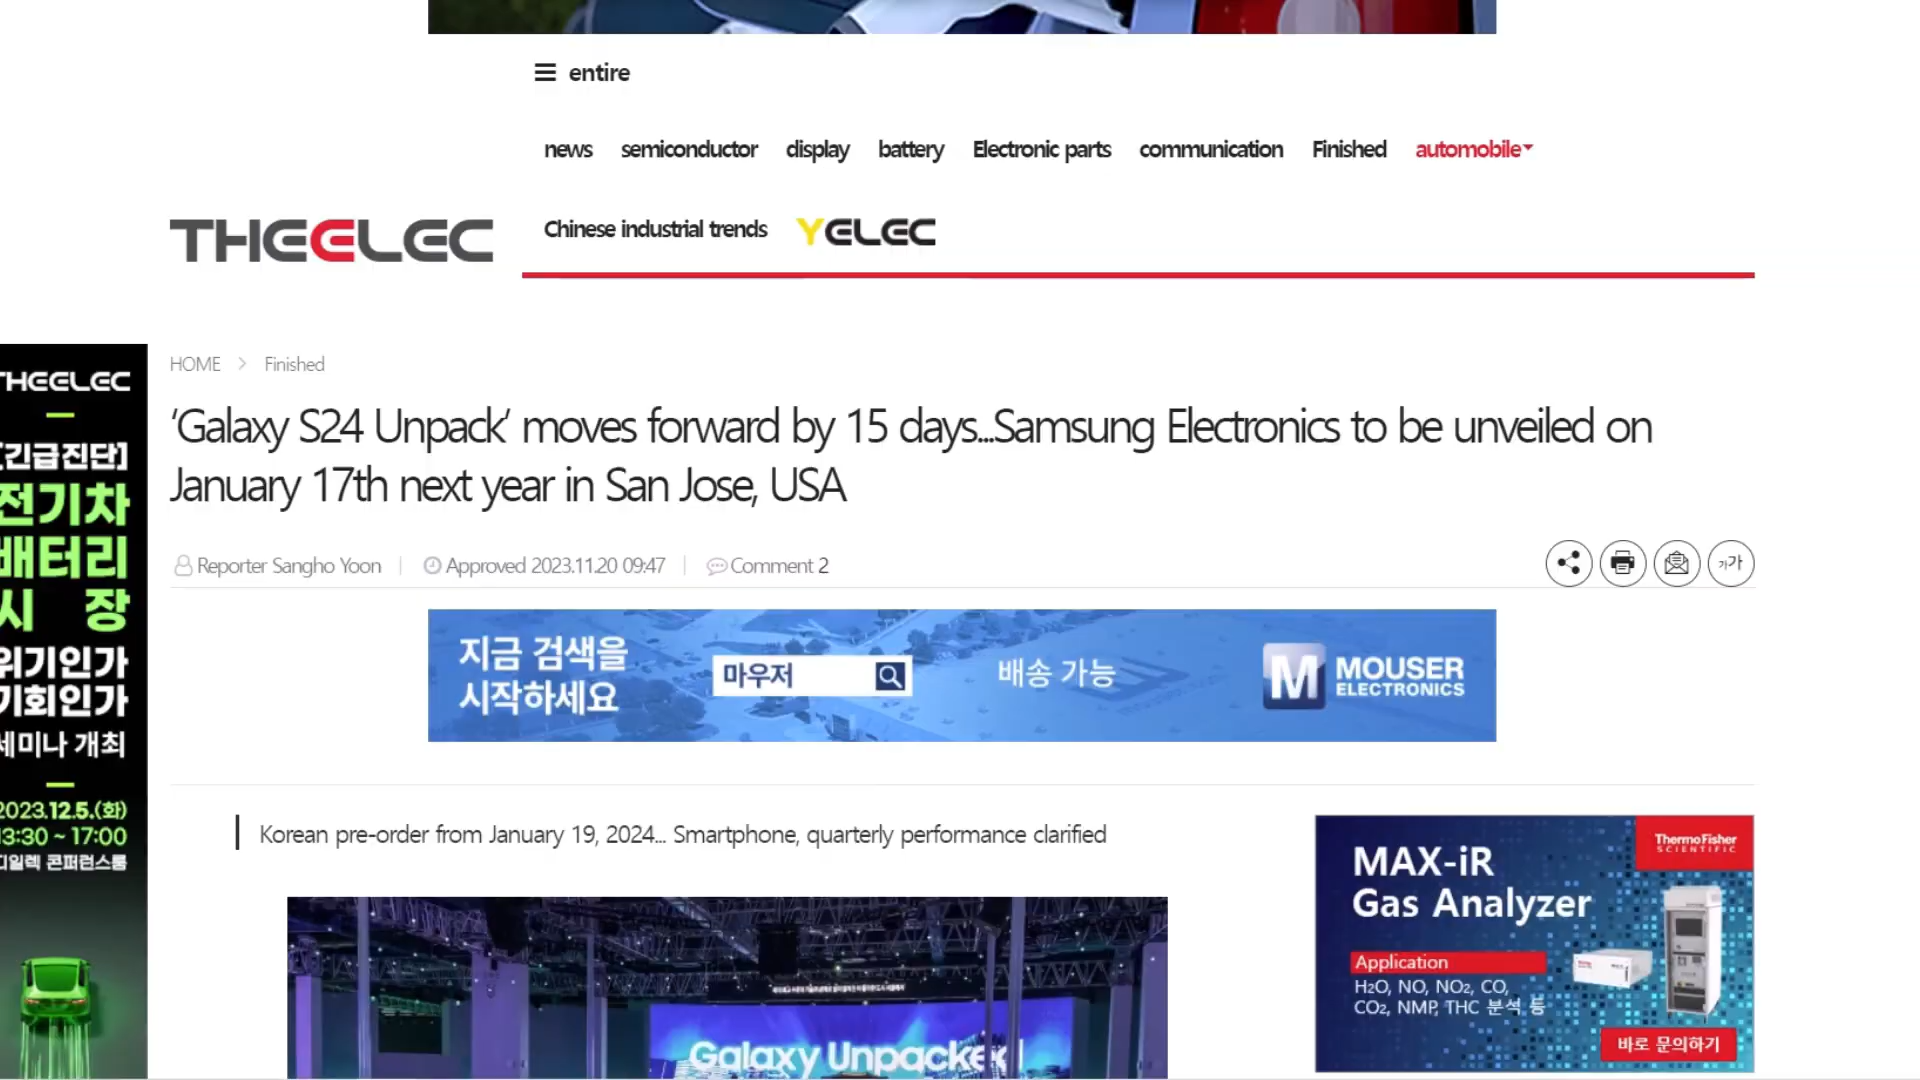 entire
news semiconductor display battery Electronic parts communication Finished automobile
THEELEC
Chinese industrial trends YELEC
HOME > Finished
‘Galaxy S24 Unpack’ moves forward by 15 days...Samsung Electronics to be unveiled on
January 17th next year in San Jose, USA
Reporter Sangho Yoon | Approved 2023.11.20 09:47 | Comment 2
가가
지금 검색을
시작하세요
마우저
배송 가능
M MOUSER
ELECTRONICS
Korean pre-order from January 19, 2024... Smartphone, quarterly performance clarified
Galaxy Unpacked
THEELEC
[긴급진단]
전기차
배터리
시 장
위기인가
기회인가
세미나 개최
2023.12.5.(화)
13:30 ~ 17:00
디일렉 콘퍼런스룸
ThermoFisher
SCIENTIFIC
MAX-iR
Gas Analyzer
Application
H2O, NO, NO2, CO,
CO2, NMP, THC 분석 등
바로 문의하기